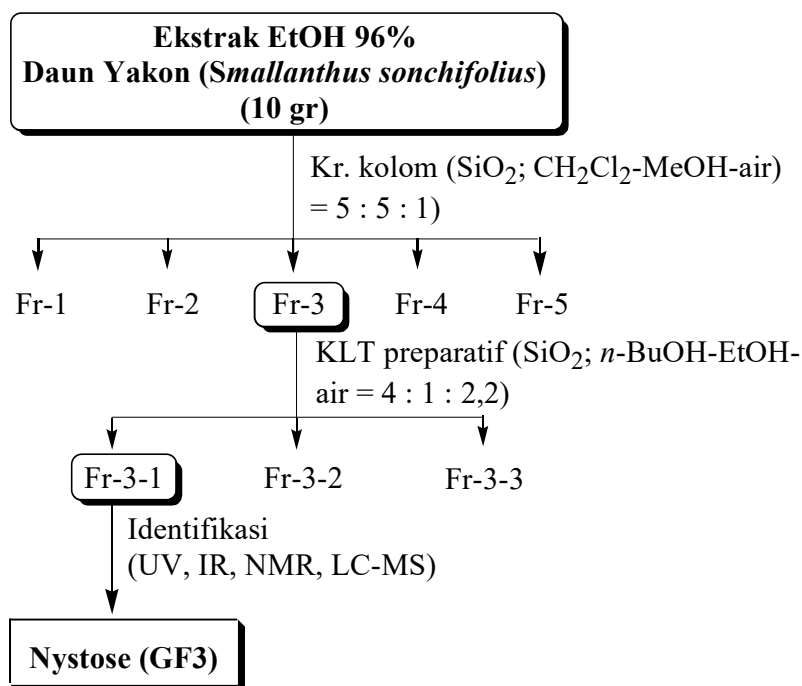 Ekstrak EtOH 96%
Daun Yakon (Smallanthus sonchifolius)
(10 gr)
Kr. kolom (SiO₂; CH₂Cl₂-MeOH-air)
= 5 : 5 : 1)
Fr-1 Fr-2 Fr-3 Fr-4 Fr-5
KLT preparatif (SiO₂; n-BuOH-EtOH-
air = 4 : 1 : 2,2)
Fr-3-1 Fr-3-2 Fr-3-3
Identifikasi
(UV, IR, NMR, LC-MS)
Nystose (GF3)